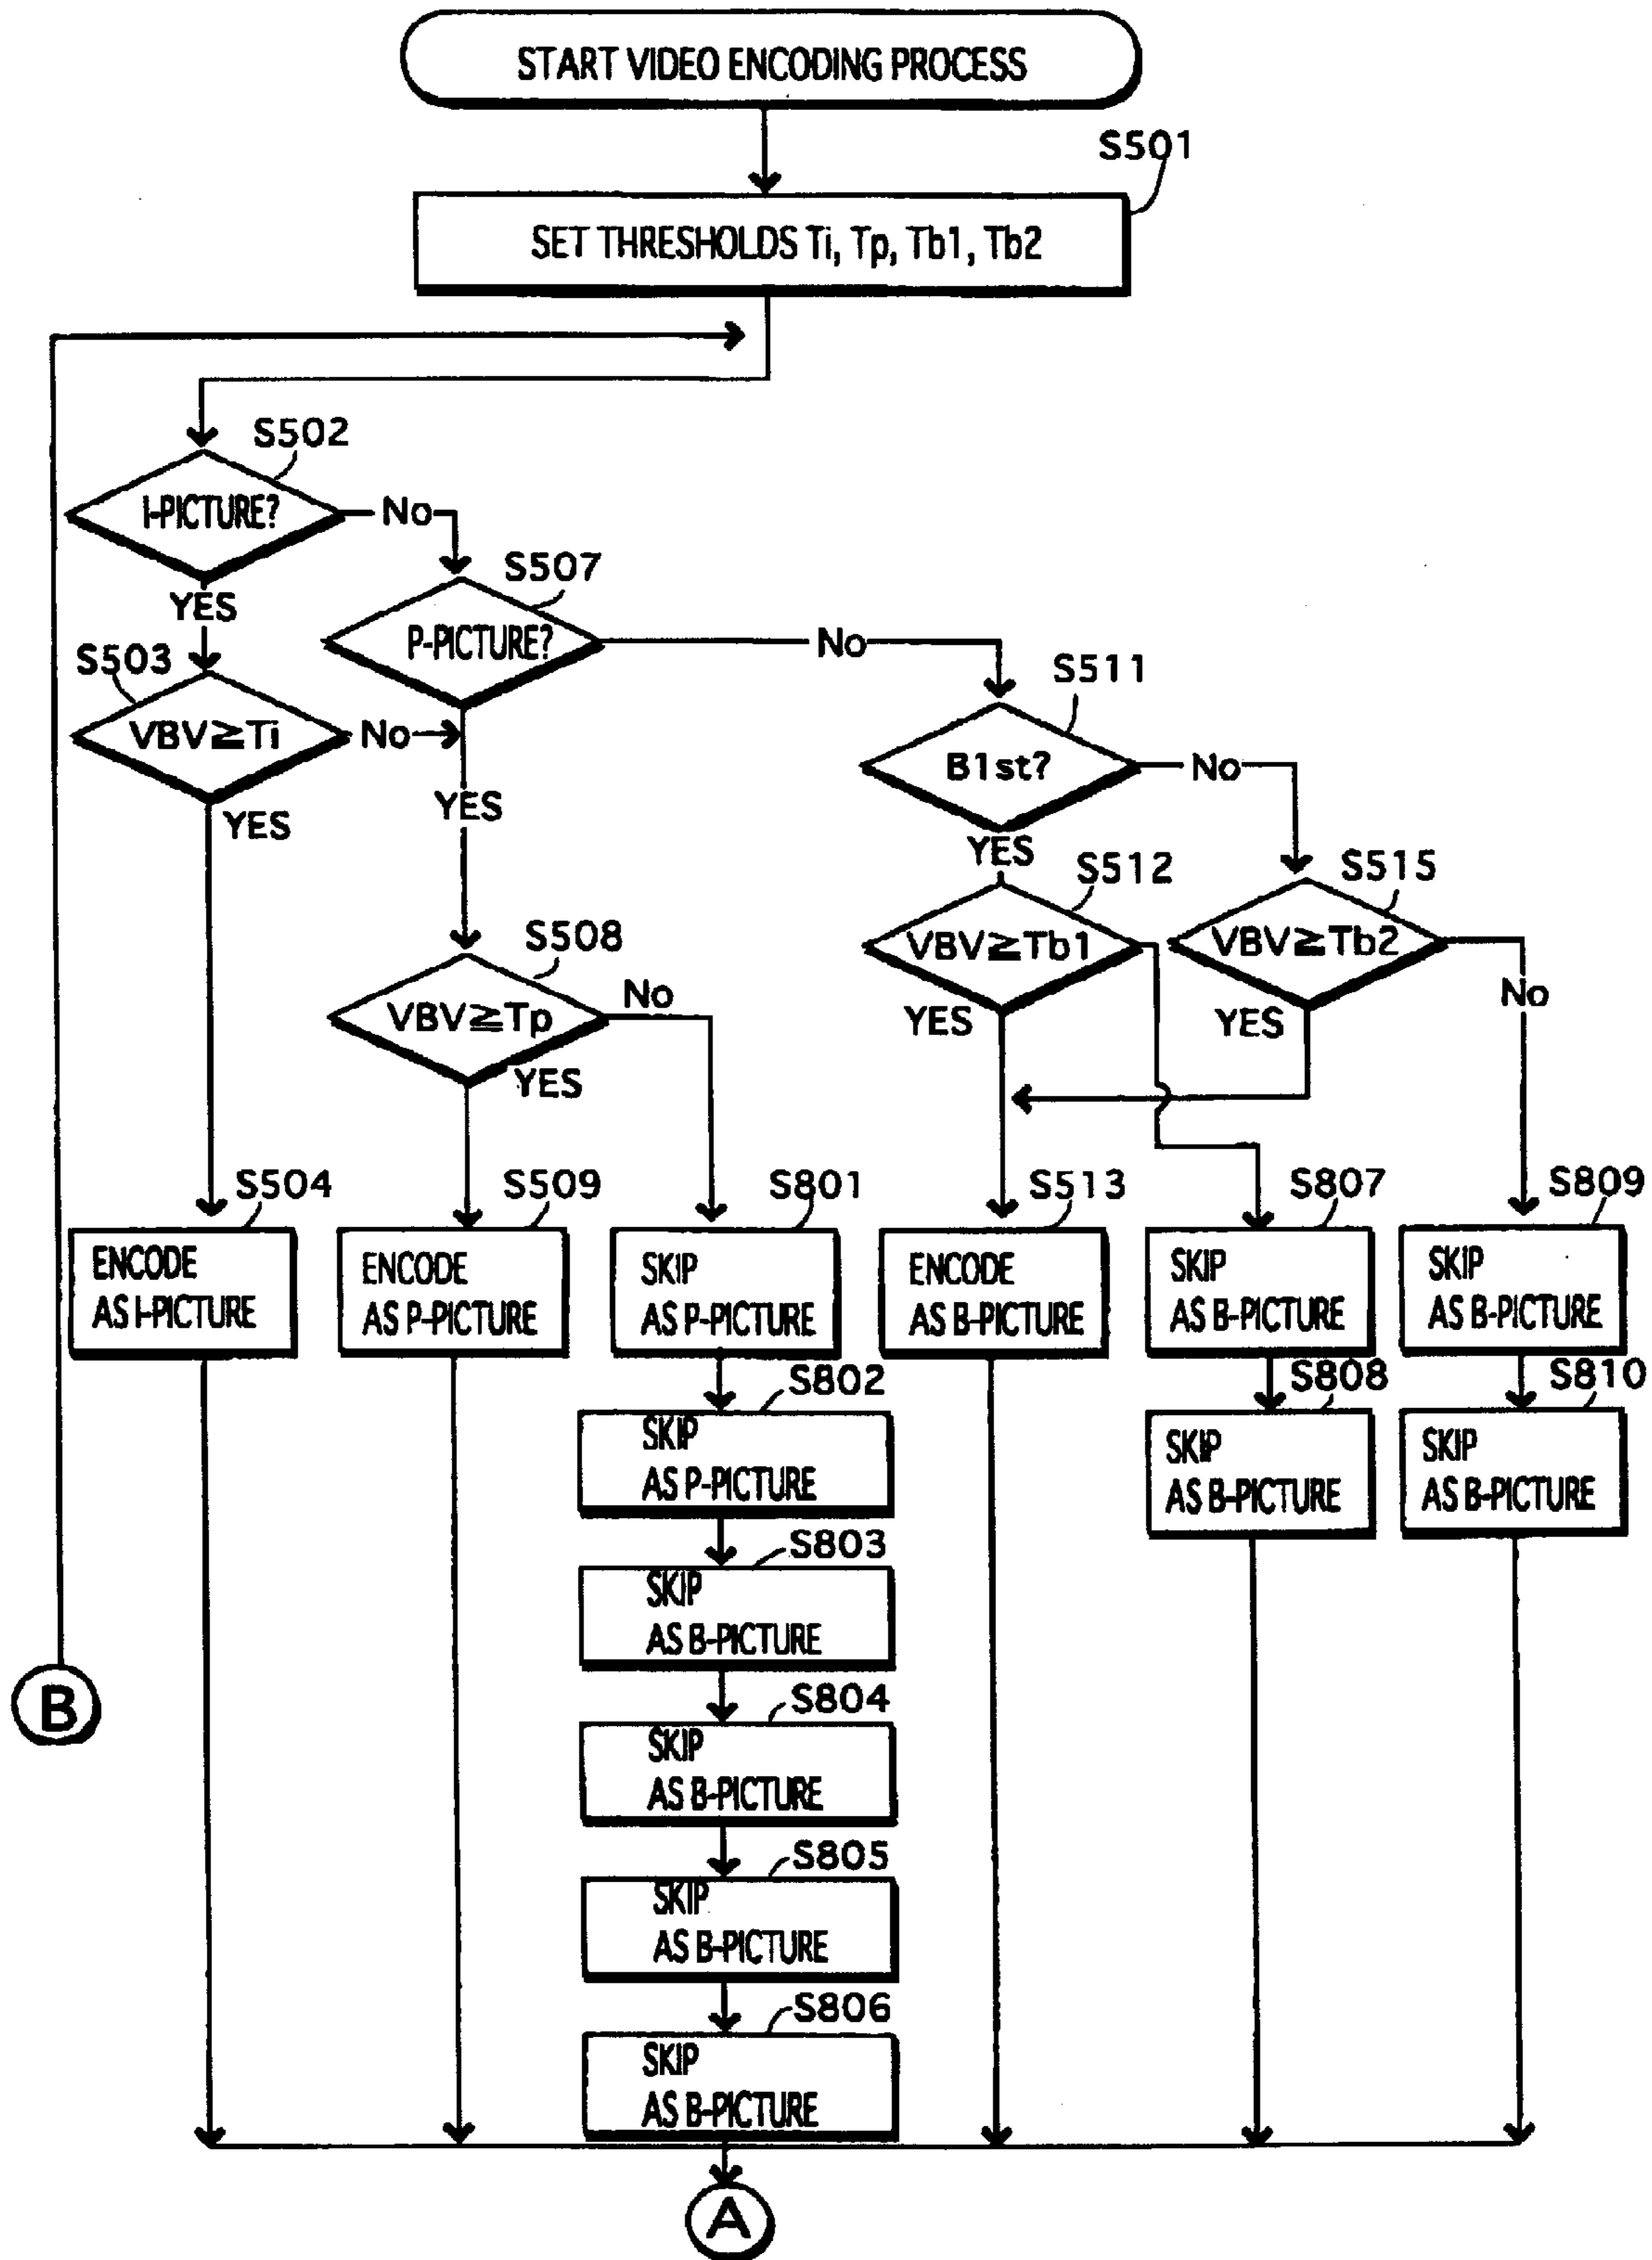 START VIDEO ENCODING PROCESS
S501
SET THRESHOLDS Ti, Tp, Tb1, Tb2
S502
I-PICTURE?
No
YES
S507
P-PICTURE?
No
S503
VBV≧Ti
No
YES
YES
S511
B1st?
No
YES
S512
VBV≧Tb1
YES
S515
VBV≧Tb2
No
YES
S508
VBV≧Tp
No
YES
S504
ENCODE
AS I-PICTURE
S509
ENCODE
AS P-PICTURE
S801
SKIP
AS P-PICTURE
S513
ENCODE
AS B-PICTURE
S807
SKIP
AS B-PICTURE
S809
SKIP
AS B-PICTURE
S802
SKIP
AS P-PICTURE
S808
SKIP
AS B-PICTURE
S810
SKIP
AS B-PICTURE
S803
SKIP
AS B-PICTURE
B
S804
SKIP
AS B-PICTURE
S805
SKIP
AS B-PICTURE
S806
SKIP
AS B-PICTURE
A